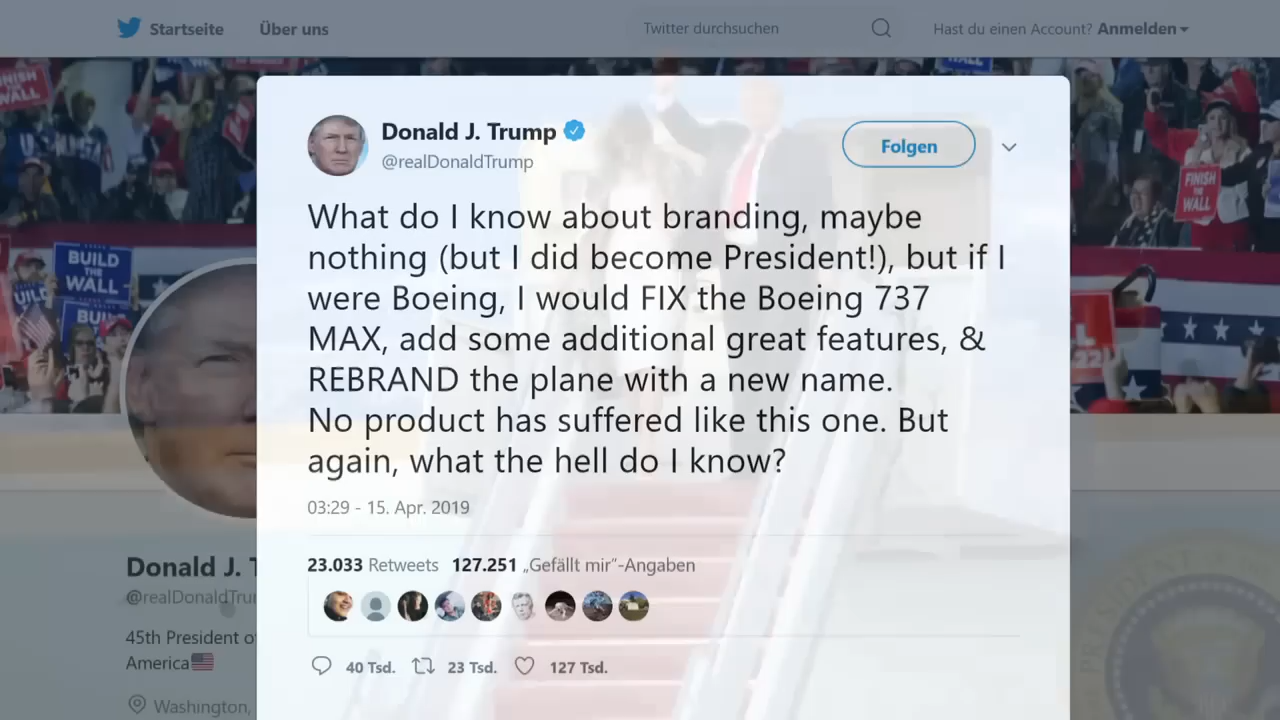 Startseite
Über uns
Twitter durchsuchen
Hast du einen Account? Anmelden
FINISH THE WALL
BUILD THE WALL
Donald J. Trump
@realDonaldTrump
Folgen
What do I know about branding, maybe
nothing (but I did become President!), but if I
were Boeing, I would FIX the Boeing 737
MAX, add some additional great features, &
REBRAND the plane with a new name.
No product has suffered like this one. But
again, what the hell do I know?
03:29 - 15. Apr. 2019
23.033 Retweets 127.251 „Gefällt mir“-Angaben
40 Tsd. 23 Tsd. 127 Tsd.
Donald J. T
@realDonaldTrui
45th President o
America
Washington,